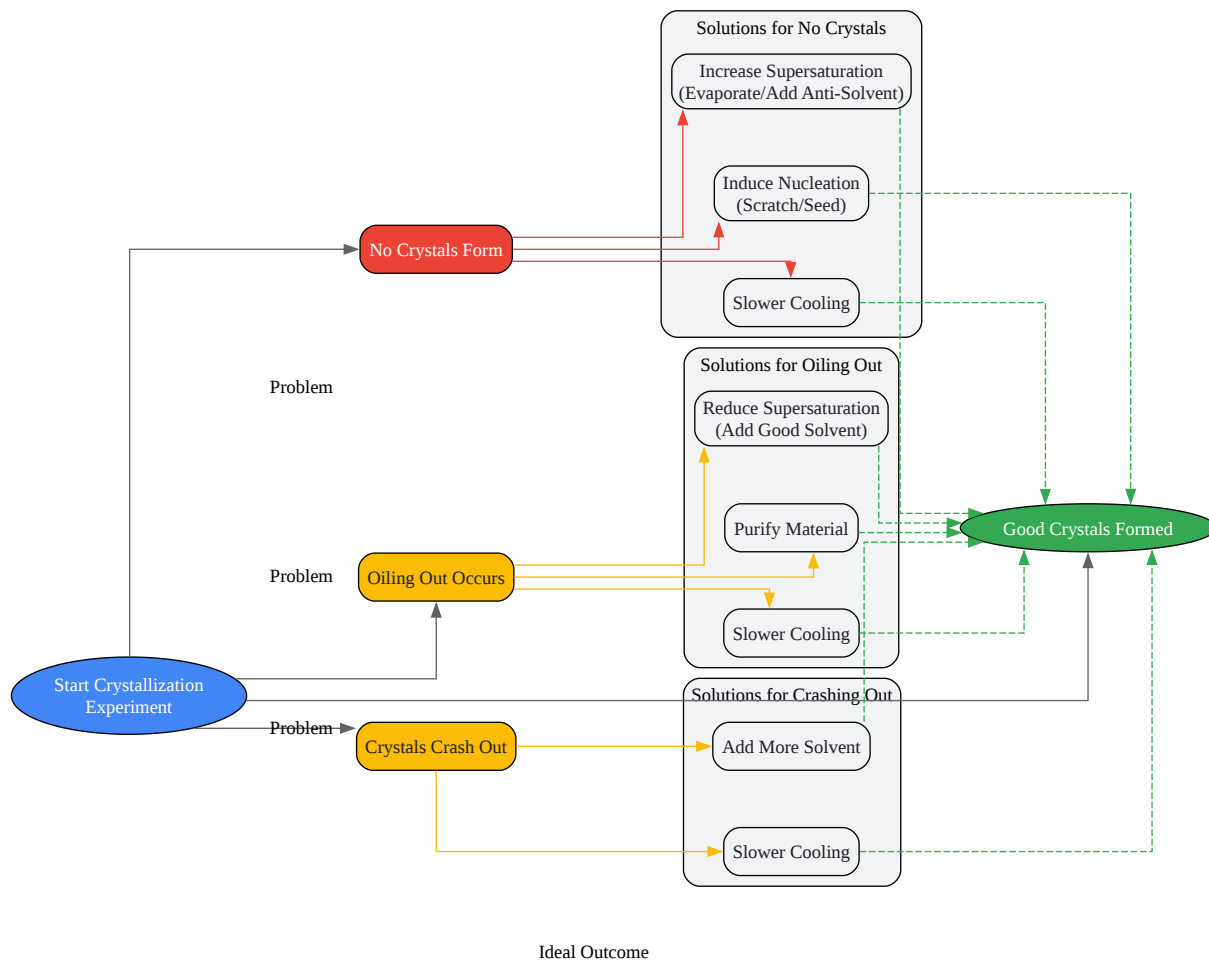 Solutions for No Crystals
Increase Supersaturation
(Evaporate/Add Anti-Solvent)
Induce Nucleation
(Scratch/Seed)
No Crystals Form
Slower Cooling
Solutions for Oiling Out
Problem
Reduce Supersaturation
(Add Good Solvent)
Purify Material
Good Crystals Formed
Problem
Oiling Out Occurs
Slower Cooling
Start Crystallization
Experiment
Solutions for Crashing Out
Problem
Crystals Crash Out
Add More Solvent
Slower Cooling
Ideal Outcome